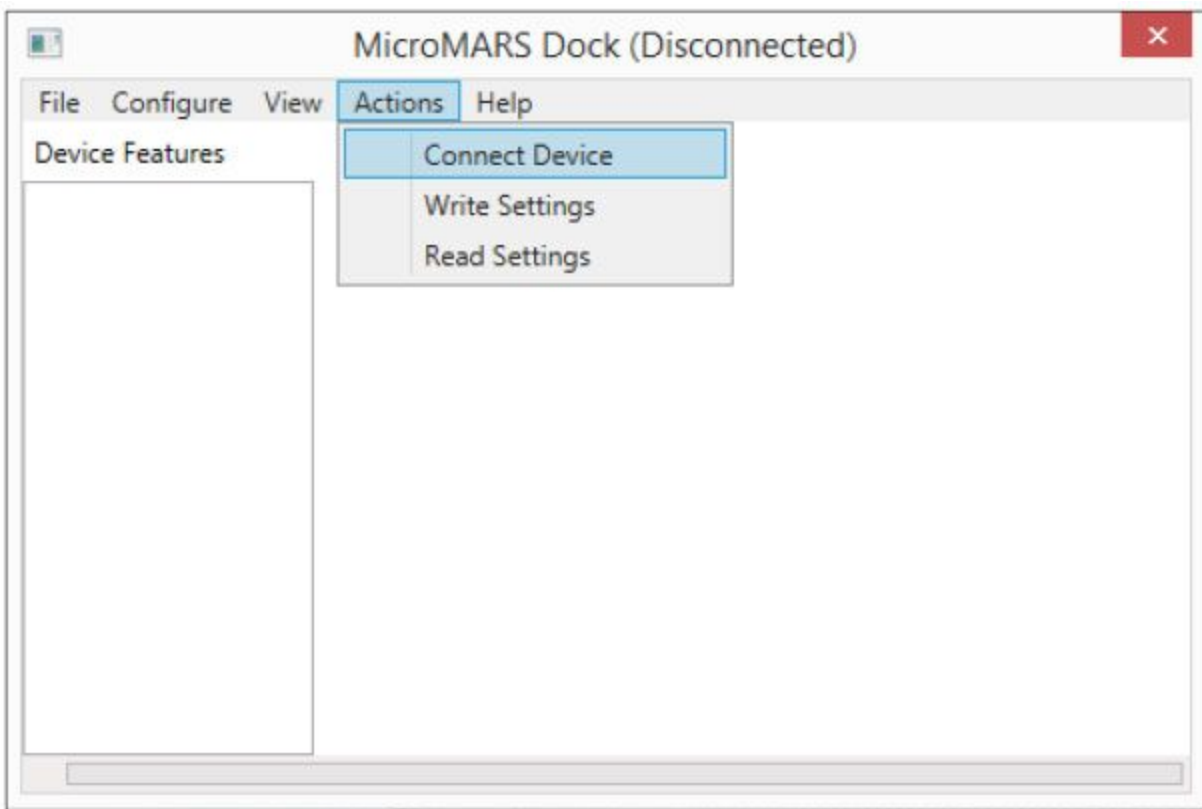 MicroMARS Dock (Disconnected)
File Configure View Actions Help
Device Features
Connect Device
Write Settings
Read Settings